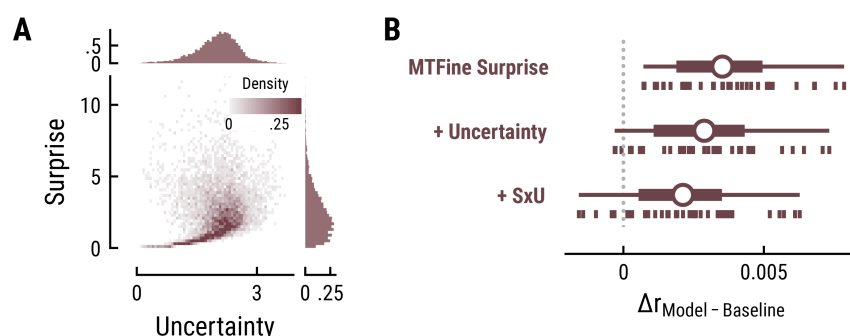 A
.5
0
Density
0 .25
10
5
0
Surprise
0 3
Uncertainty
0 .25
B
MTFine Surprise
+ Uncertainty
+ SxU
0 0.005
Δr Model − Baseline